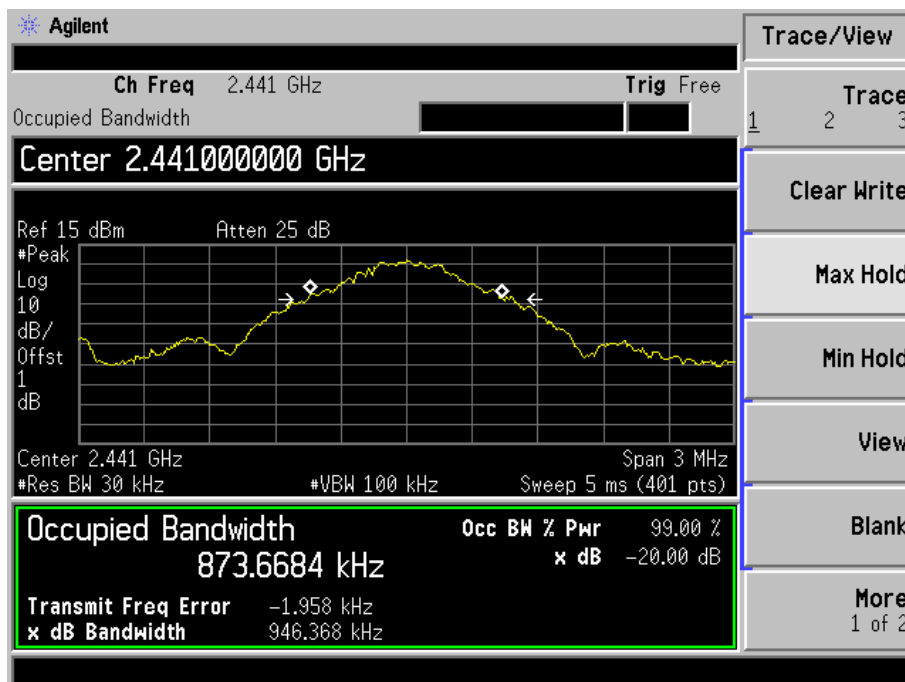 Agilent
Trace/View
Ch Freq 2.441 GHz Trig Free
Occupied Bandwidth
Trace
1 2 3
Center 2.441000000 GHz
Clear Write
Ref 15 dBm Atten 25 dB
#Peak
Log
10
dB/
Offst
1
dB
Max Hold
Min Hold
View
Center 2.441 GHz Span 3 MHz
#Res BW 30 kHz #VBW 100 kHz Sweep 5 ms (401 pts)
Occupied Bandwidth Occ BW % Pwr 99.00 %
873.6684 kHz x dB -20.00 dB
Blank
Transmit Freq Error -1.958 kHz
x dB Bandwidth 946.368 kHz
More
1 of 2